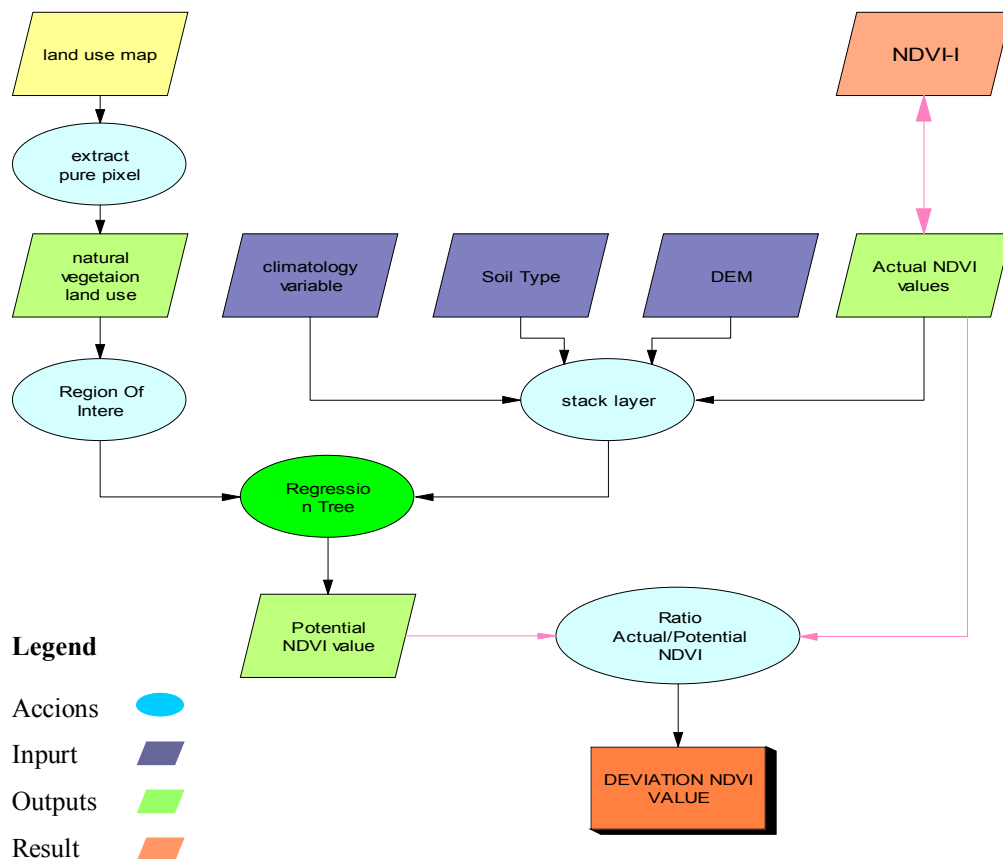 land use map
NDVI-I
extract
pure pixel
natural
vegetaion
land use
climatology
variable
Soil Type
DEM
Actual NDVI
values
Region Of
Intere
stack layer
Regressio
n Tree
Potential
NDVI value
Ratio
Actual/Potential
NDVI
DEVIATION NDVI
VALUE
Legend
Accions
Inpurt
Outputs
Result